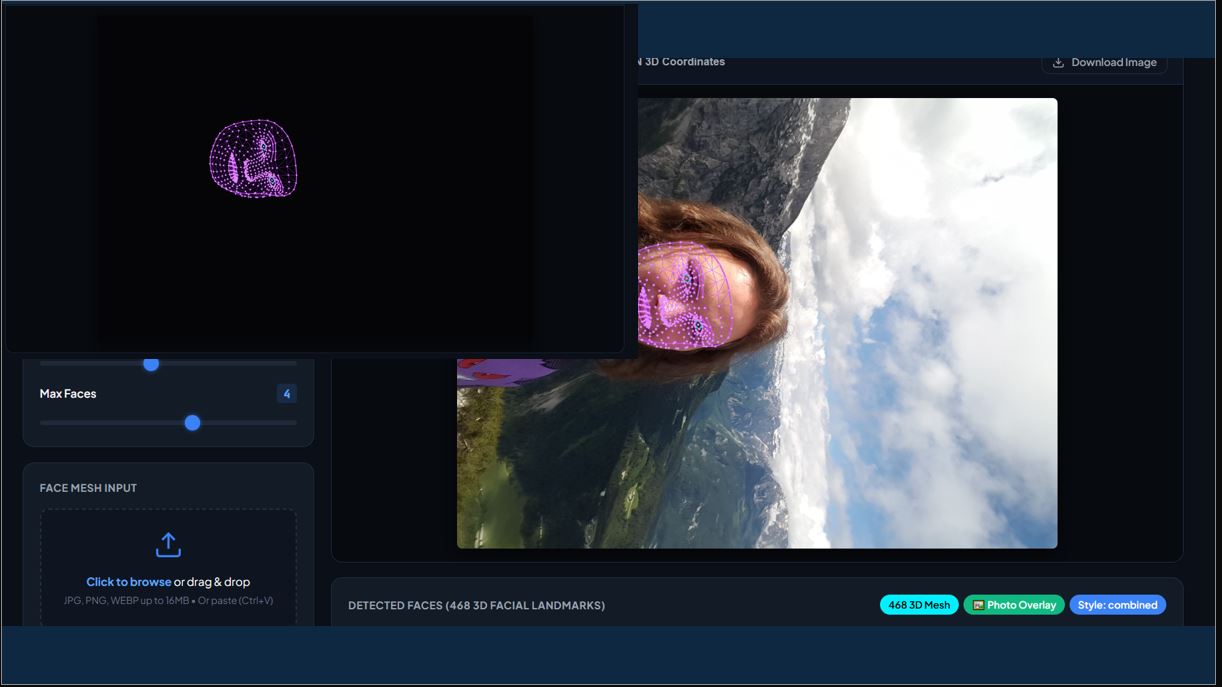 3D Coordinates
Download Image
Max Faces
4
FACE MESH INPUT
Click to browse or drag & drop
JPG, PNG, WEBP up to 16MB • Or paste (Ctrl+V)
DETECTED FACES (468 3D FACIAL LANDMARKS)
468 3D Mesh
🖼️ Photo Overlay
Style: combined